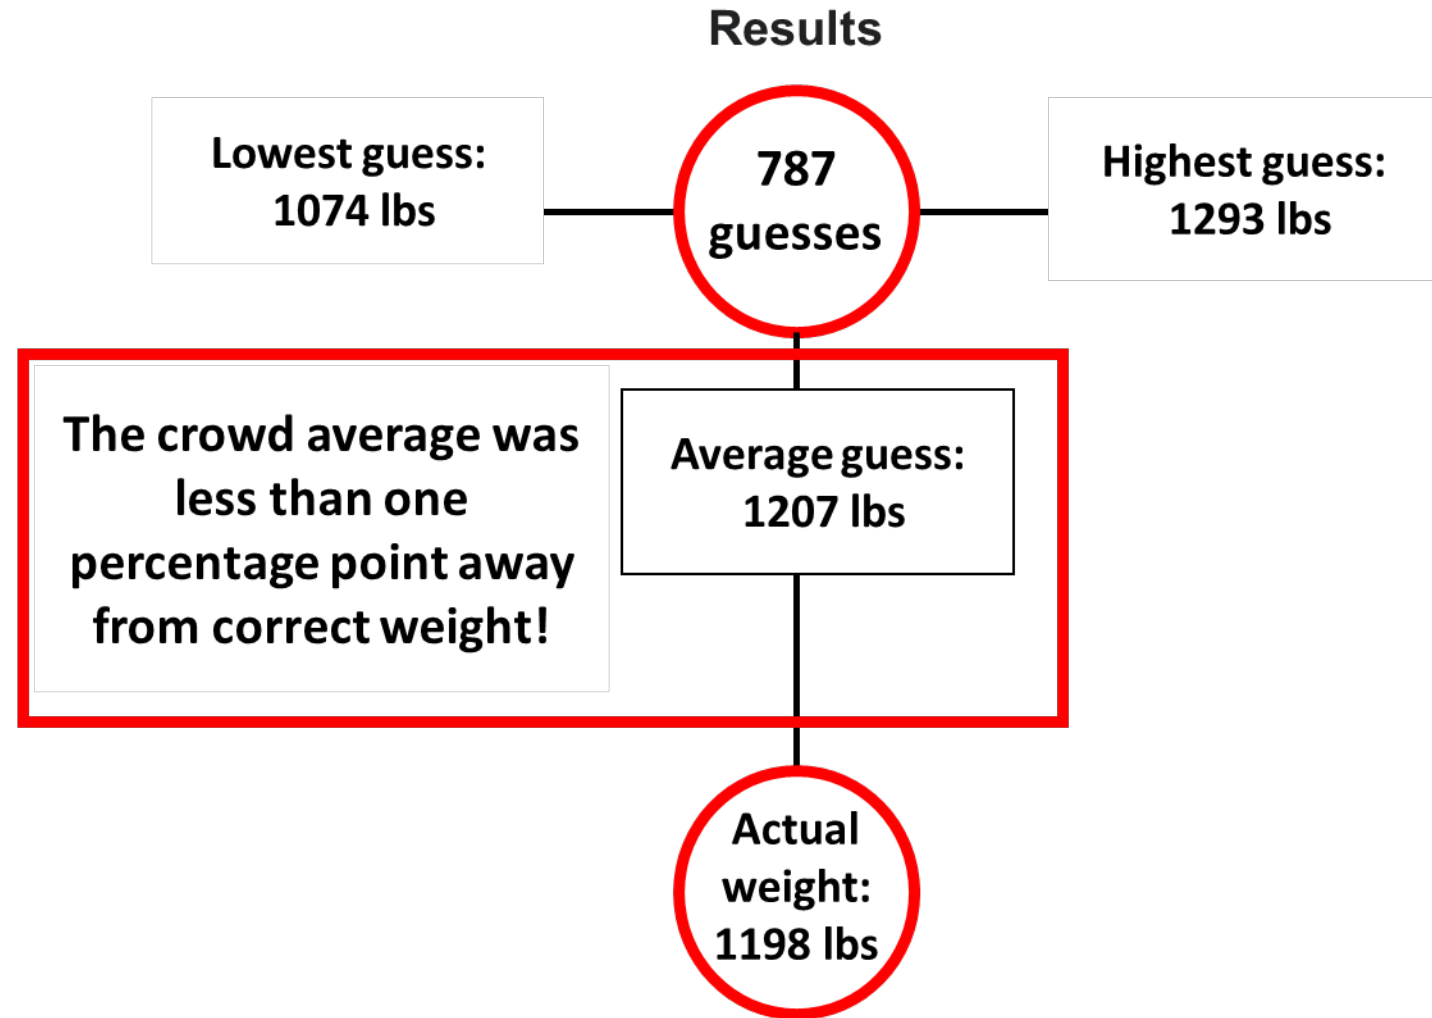 Results
Lowest guess:
1074 lbs
787
guesses
Highest guess:
1293 lbs
The crowd average was
less than one
percentage point away
from correct weight!
Average guess:
1207 lbs
Actual
weight:
1198 lbs